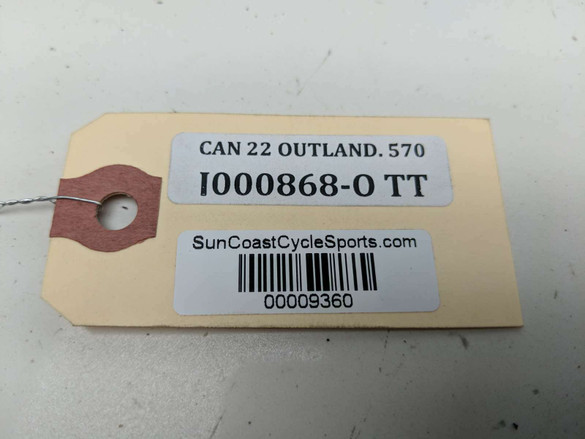 CAN 22 OUTLAND. 570
I000868-O TT
SunCoastCycleSports.com
00009360